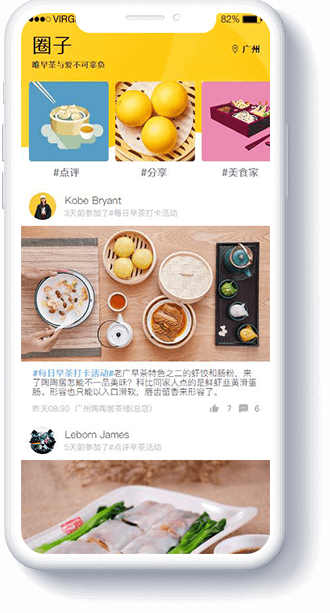 VIRG
82%
圈子
广州
唯早茶与爱不可辜负
#点评
#分享
#美食家
Kobe Bryant
3天前参加了#每日早茶打卡活动
#每日早茶打卡活动#老广早茶特色之二的虾饺和肠粉，来
了陶陶居怎能不一品美味？科比同家人点的是鲜虾韭黄滑蛋
肠。形容也只能以入口滑软，唇齿留香来形容了。
昨天08:30 广州陶陶居茶楼(总店) 7 6
Leborn James
5天前参加了#点评早茶活动